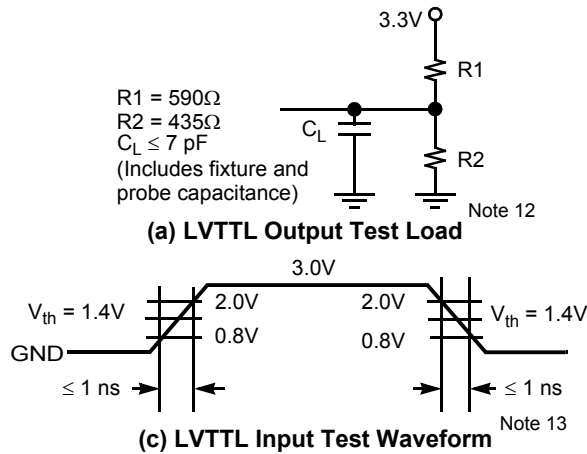 3.3V
R1
R1 = 590Ω
R2 = 435Ω
C_L ≤ 7 pF
(Includes fixture and
probe capacitance)
C_L
R2
Note 12
(a) LVTTL Output Test Load
3.0V
2.0V
2.0V
V_th = 1.4V
V_th = 1.4V
0.8V
0.8V
GND
≤ 1 ns
≤ 1 ns
Note 13
(c) LVTTL Input Test Waveform